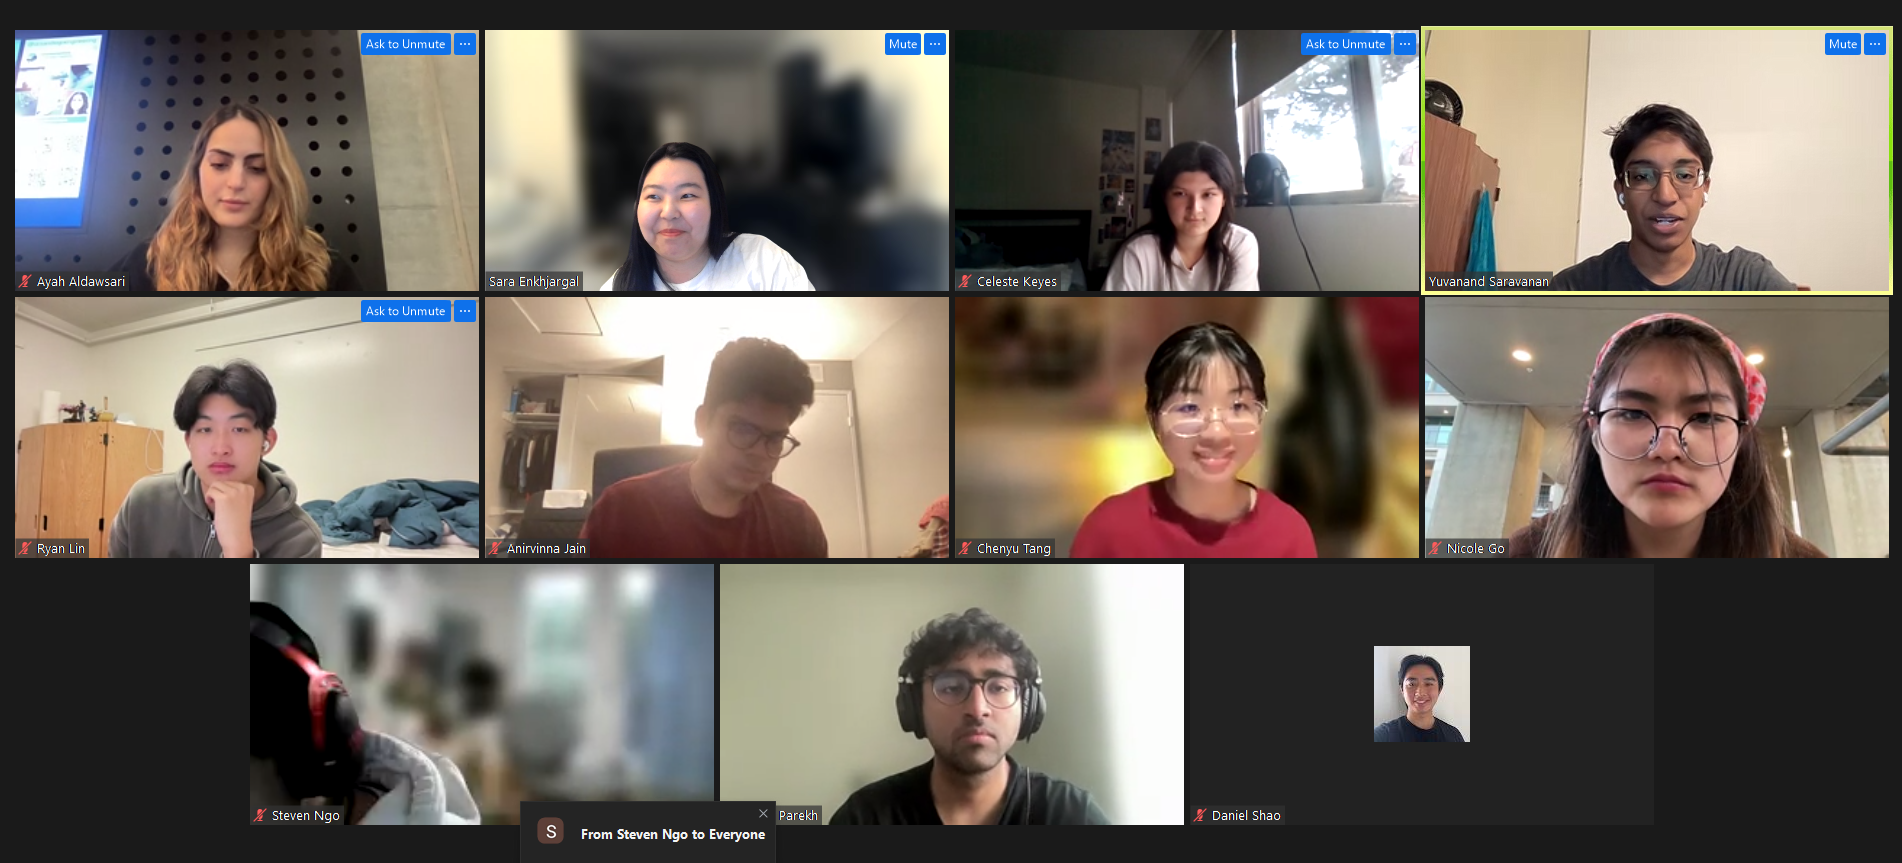 Ask to Unmute ...
Mute ...
Ask to Unmute ...
Mute ...
Ayah Aldawsari
Sara Enkhjargal
Celeste Keyes
Yuvanand Saravanan
Ask to Unmute ...
Ryan Lin
Anirvinna Jain
Chenyu Tang
Nicole Go
Steven Ngo
Parekh
Daniel Shao
S
From Steven Ngo to Everyone